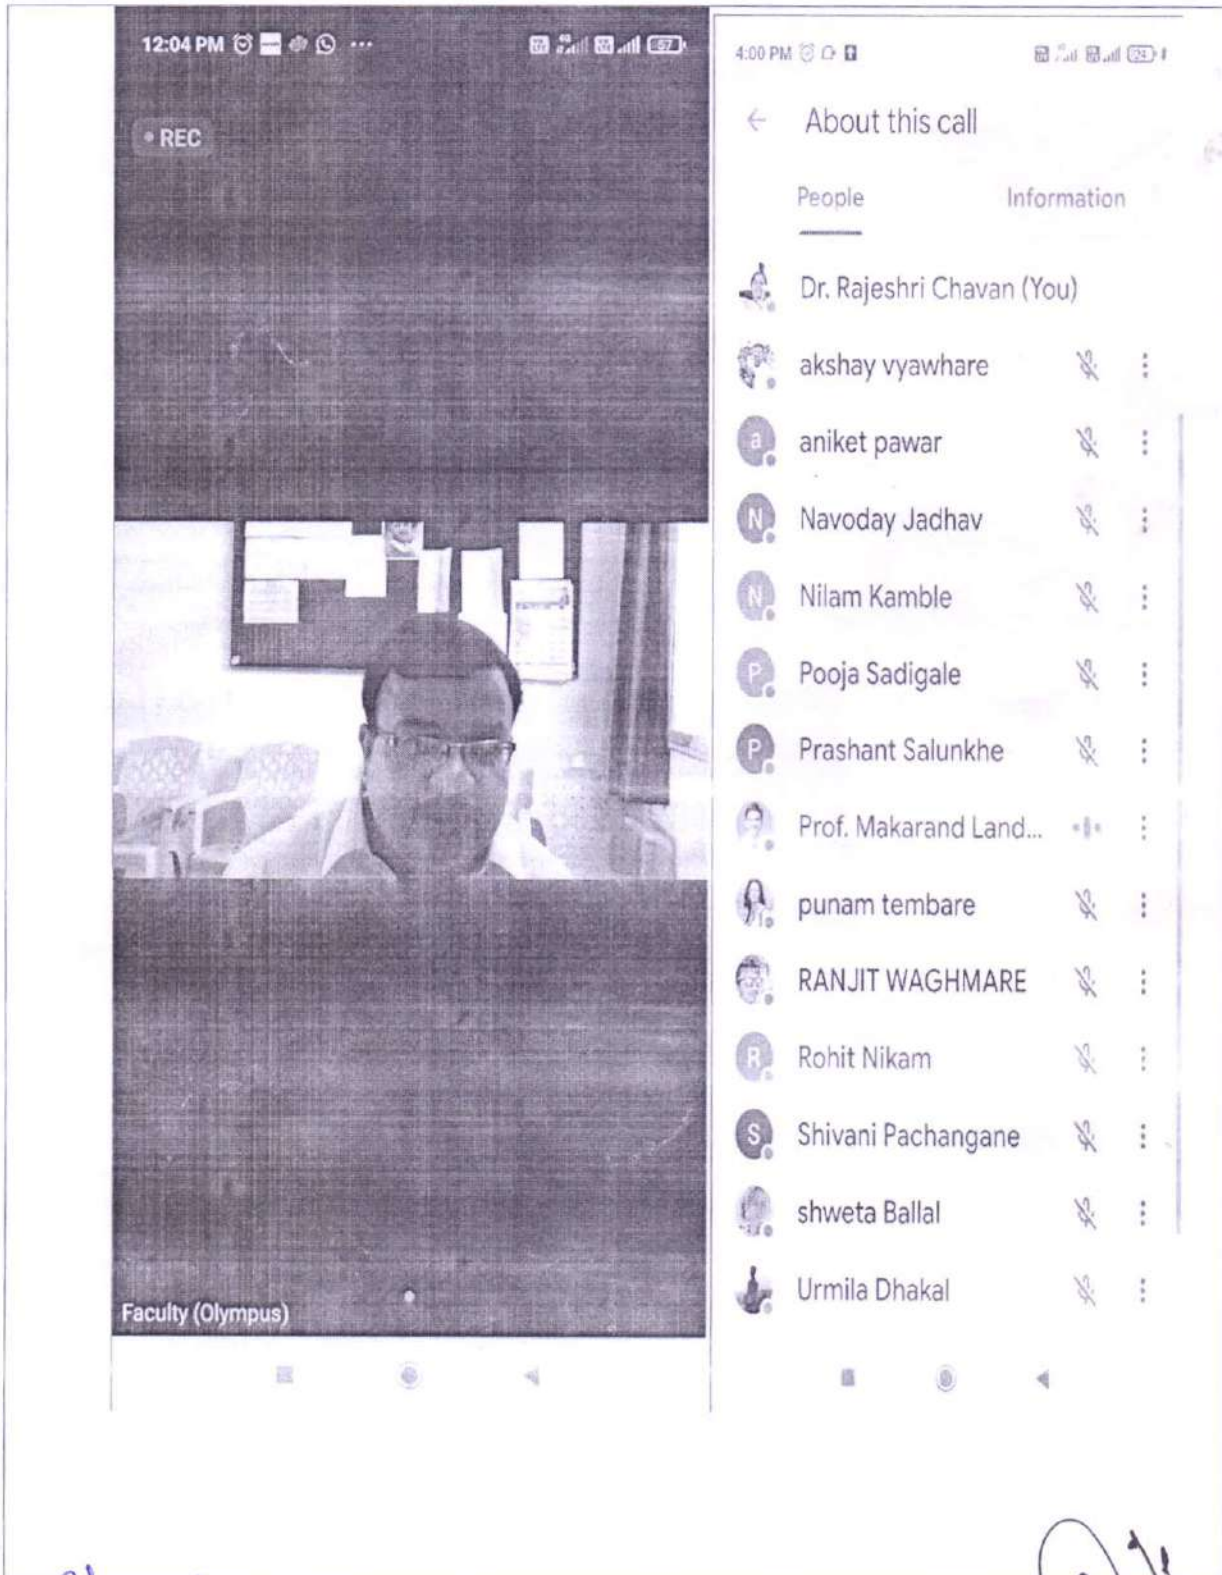 12:04 PM
57
REC
Faculty (Olympus)
4:00 PM
24
About this call
People
Information
Dr. Rajeshri Chavan (You)
akshay vyawhare
a
aniket pawar
N
Navoday Jadhav
N
Nilam Kamble
P
Pooja Sadigale
P
Prashant Salunkhe
Prof. Makarand Land...
punam tembare
RANJIT WAGHMARE
R
Rohit Nikam
S
Shivani Pachangane
shweta Ballal
Urmila Dhakal